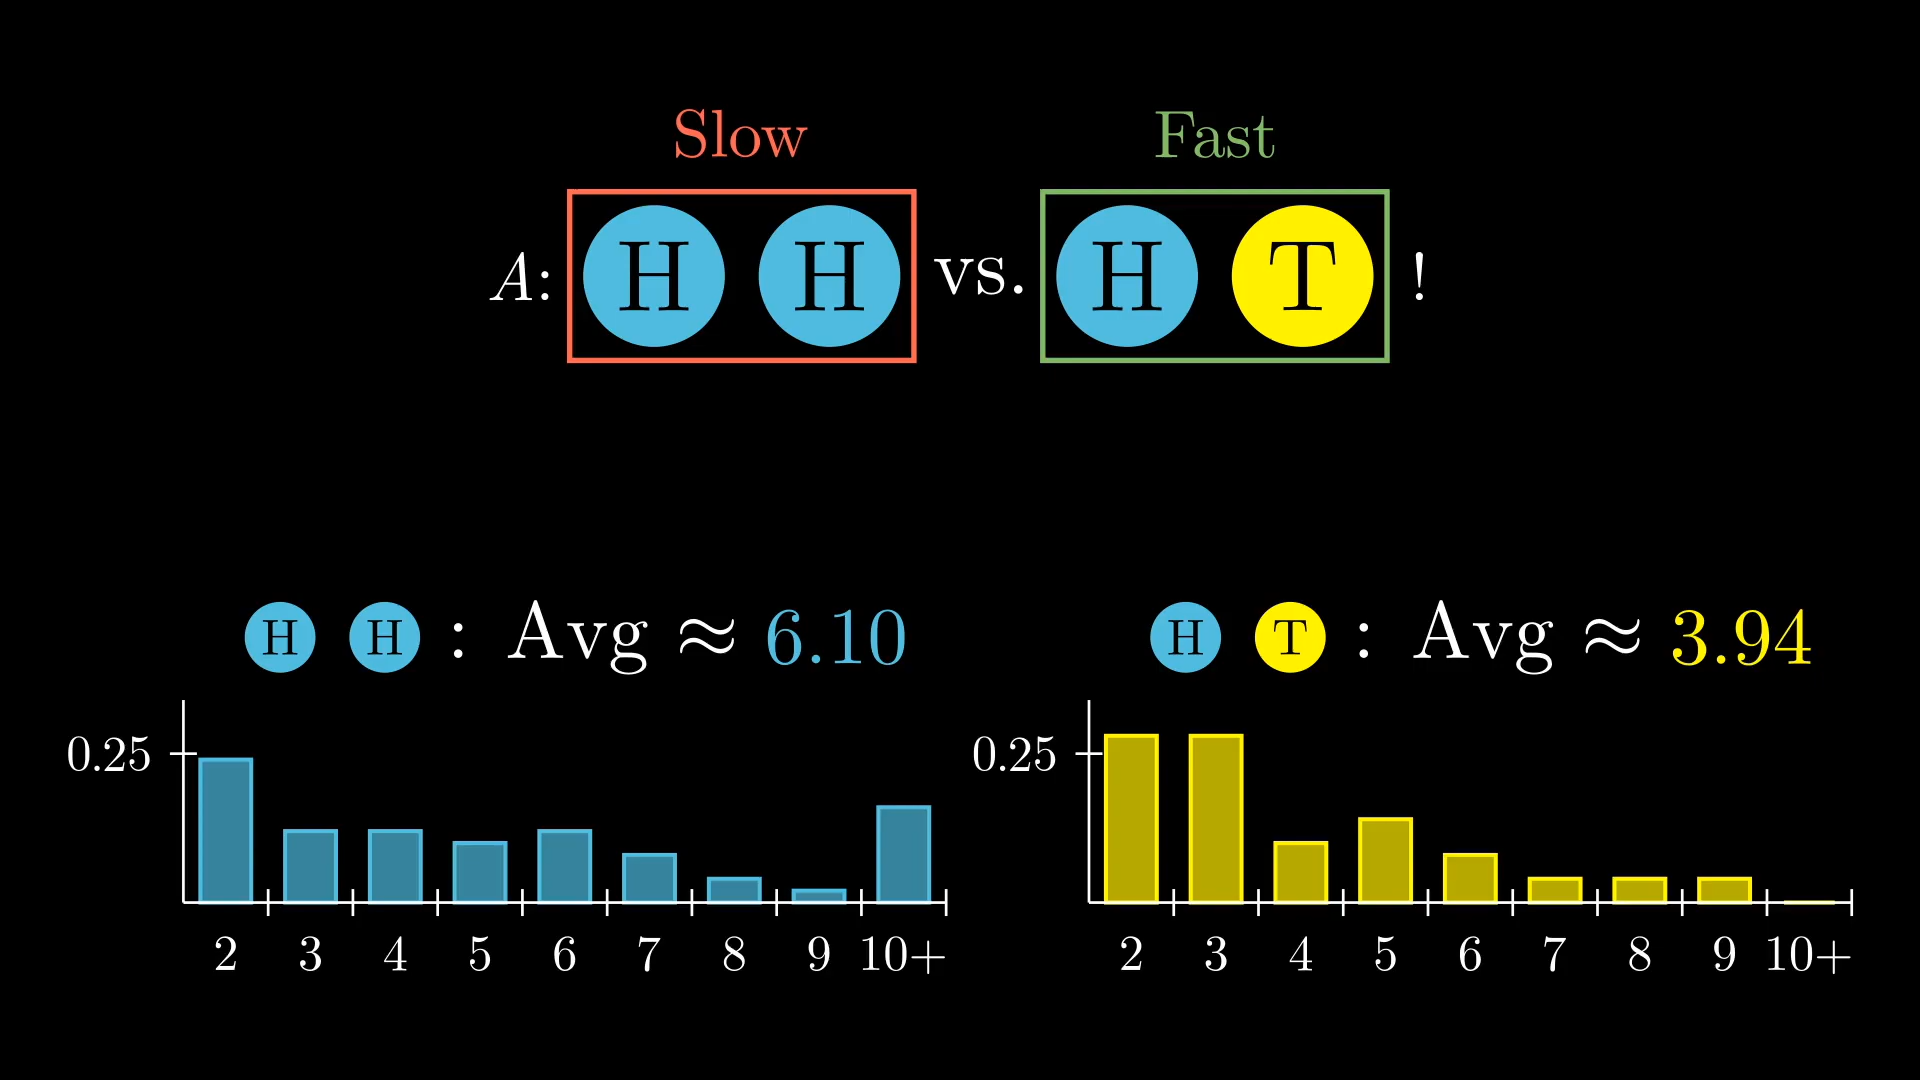 Slow Fast
A: H H vs. H T !
H H : Avg ≈ 6.10
H T : Avg ≈ 3.94
0.25
2 3 4 5 6 7 8 9 10+
0.25
2 3 4 5 6 7 8 9 10+